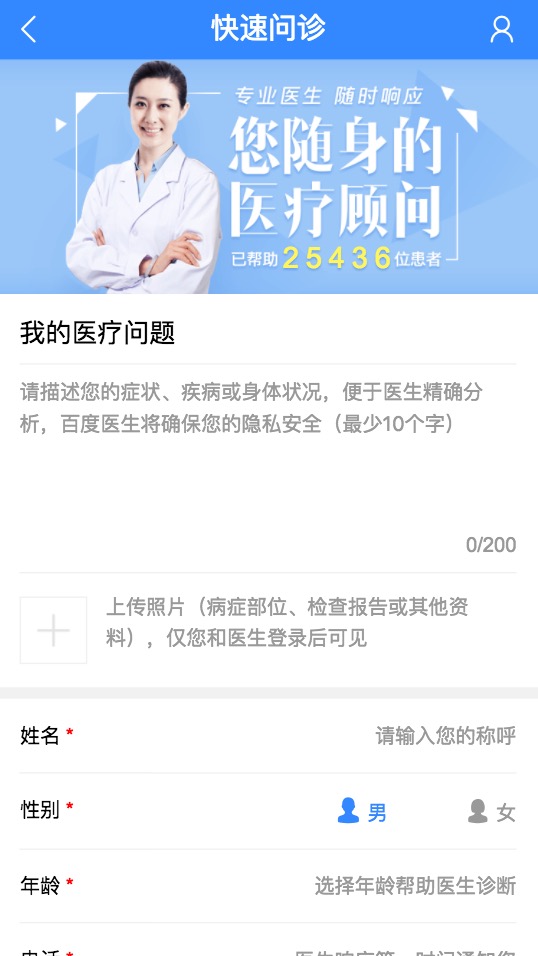 快速问诊
专业医生 随时响应
您随身的
医疗顾问
已帮助25436位患者
我的医疗问题
请描述您的症状、疾病或身体状况，便于医生精确分
析，百度医生将确保您的隐私安全（最少10个字）
0/200
上传照片（病症部位、检查报告或其他资
料），仅您和医生登录后可见
姓名 * 请输入您的称呼
性别 * 男 女
年龄 * 选择年龄帮助医生诊断